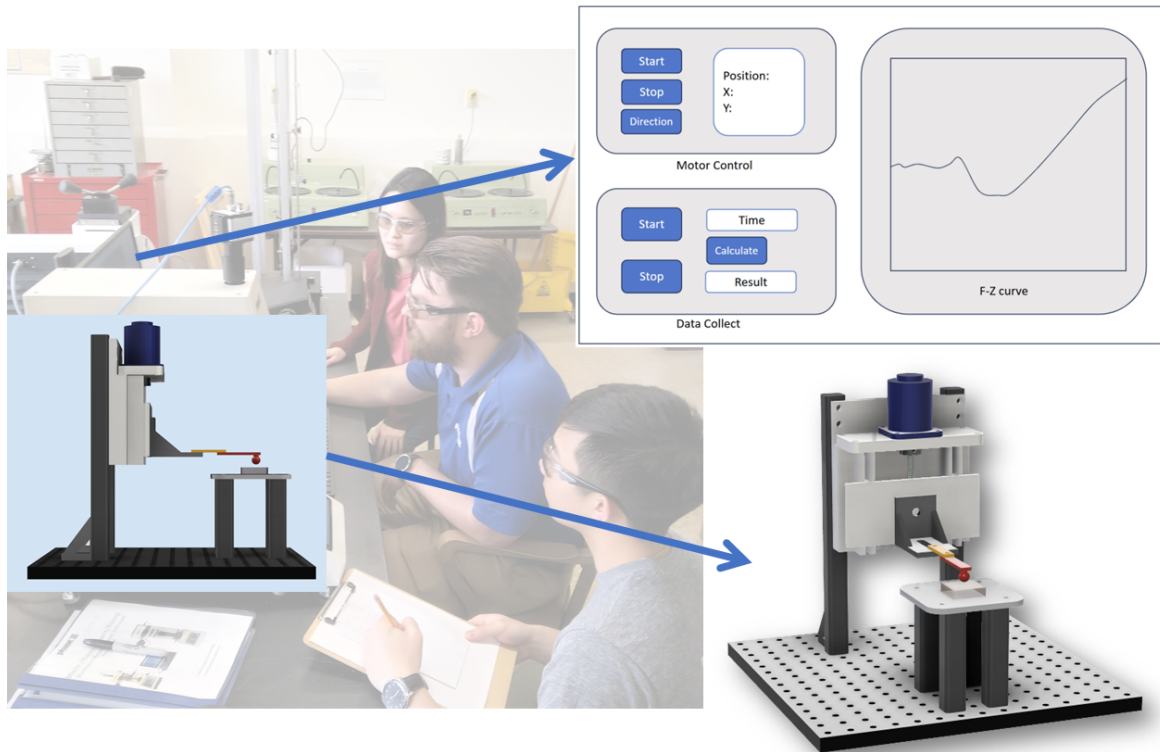 Start
Stop
Direction
Position:
X:
Y:
Motor Control
Start
Stop
Time
Calculate
Result
Data Collect
F-Z curve